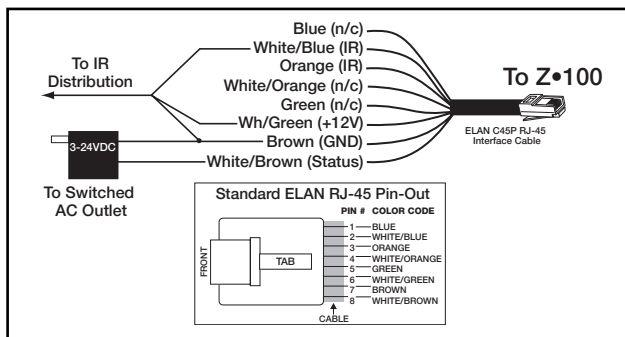 Blue (n/c)
White/Blue (IR)
Orange (IR)
White/Orange (n/c)
Green (n/c)
Wh/Green (+12V)
Brown (GND)
White/Brown (Status)
To IR
Distribution
3-24VDC
To Switched
AC Outlet
To Z•100
ELAN C45P RJ-45
Interface Cable
Standard ELAN RJ-45 Pin-Out
PIN # COLOR CODE
1 BLUE
2 WHITE/BLUE
3 ORANGE
4 WHITE/ORANGE
5 GREEN
6 WHITE/GREEN
7 BROWN
8 WHITE/BROWN
FRONT
TAB
CABLE